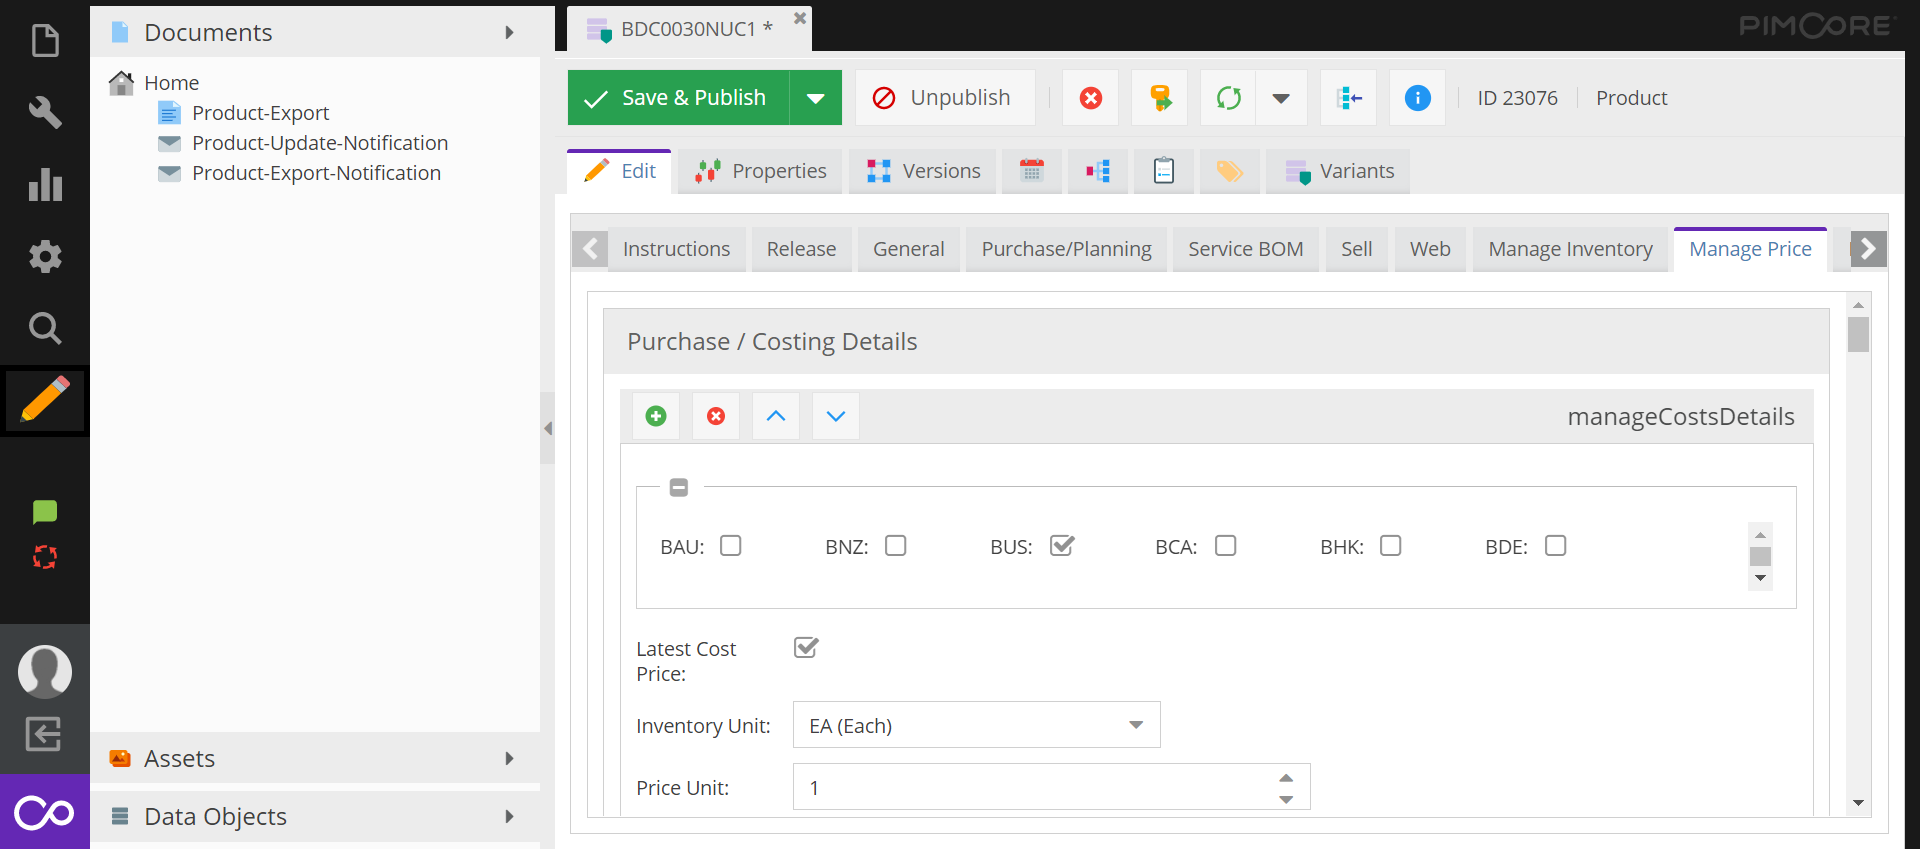 Documents
Home
Product-Export
Product-Update-Notification
Product-Export-Notification
Assets
Data Objects
BDC0030NUC1 *
PIMCORE
Save & Publish
Unpublish
ID 23076
Product
Edit
Properties
Versions
Variants
Instructions
Release
General
Purchase/Planning
Service BOM
Sell
Web
Manage Inventory
Manage Price
Purchase / Costing Details
manageCostsDetails
BAU:
BNZ:
BUS:
BCA:
BHK:
BDE:
Latest Cost
Price:
Inventory Unit:
EA (Each)
Price Unit:
1